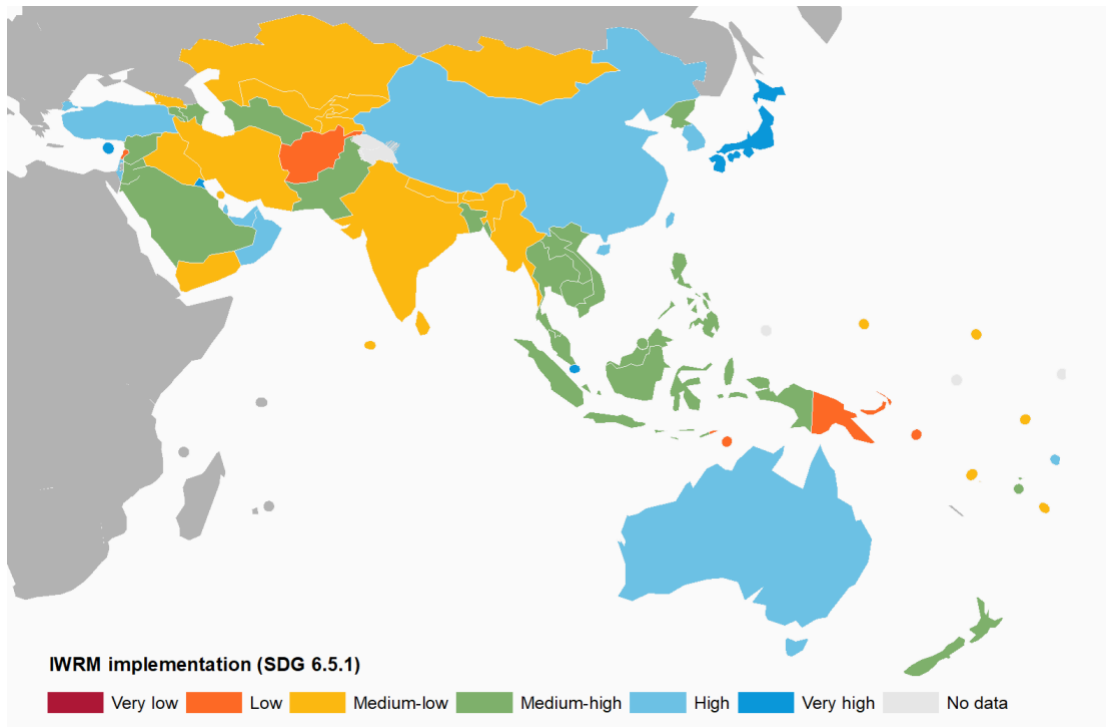 IWRM implementation (SDG 6.5.1)
Very low Low Medium-low Medium-high High Very high No data